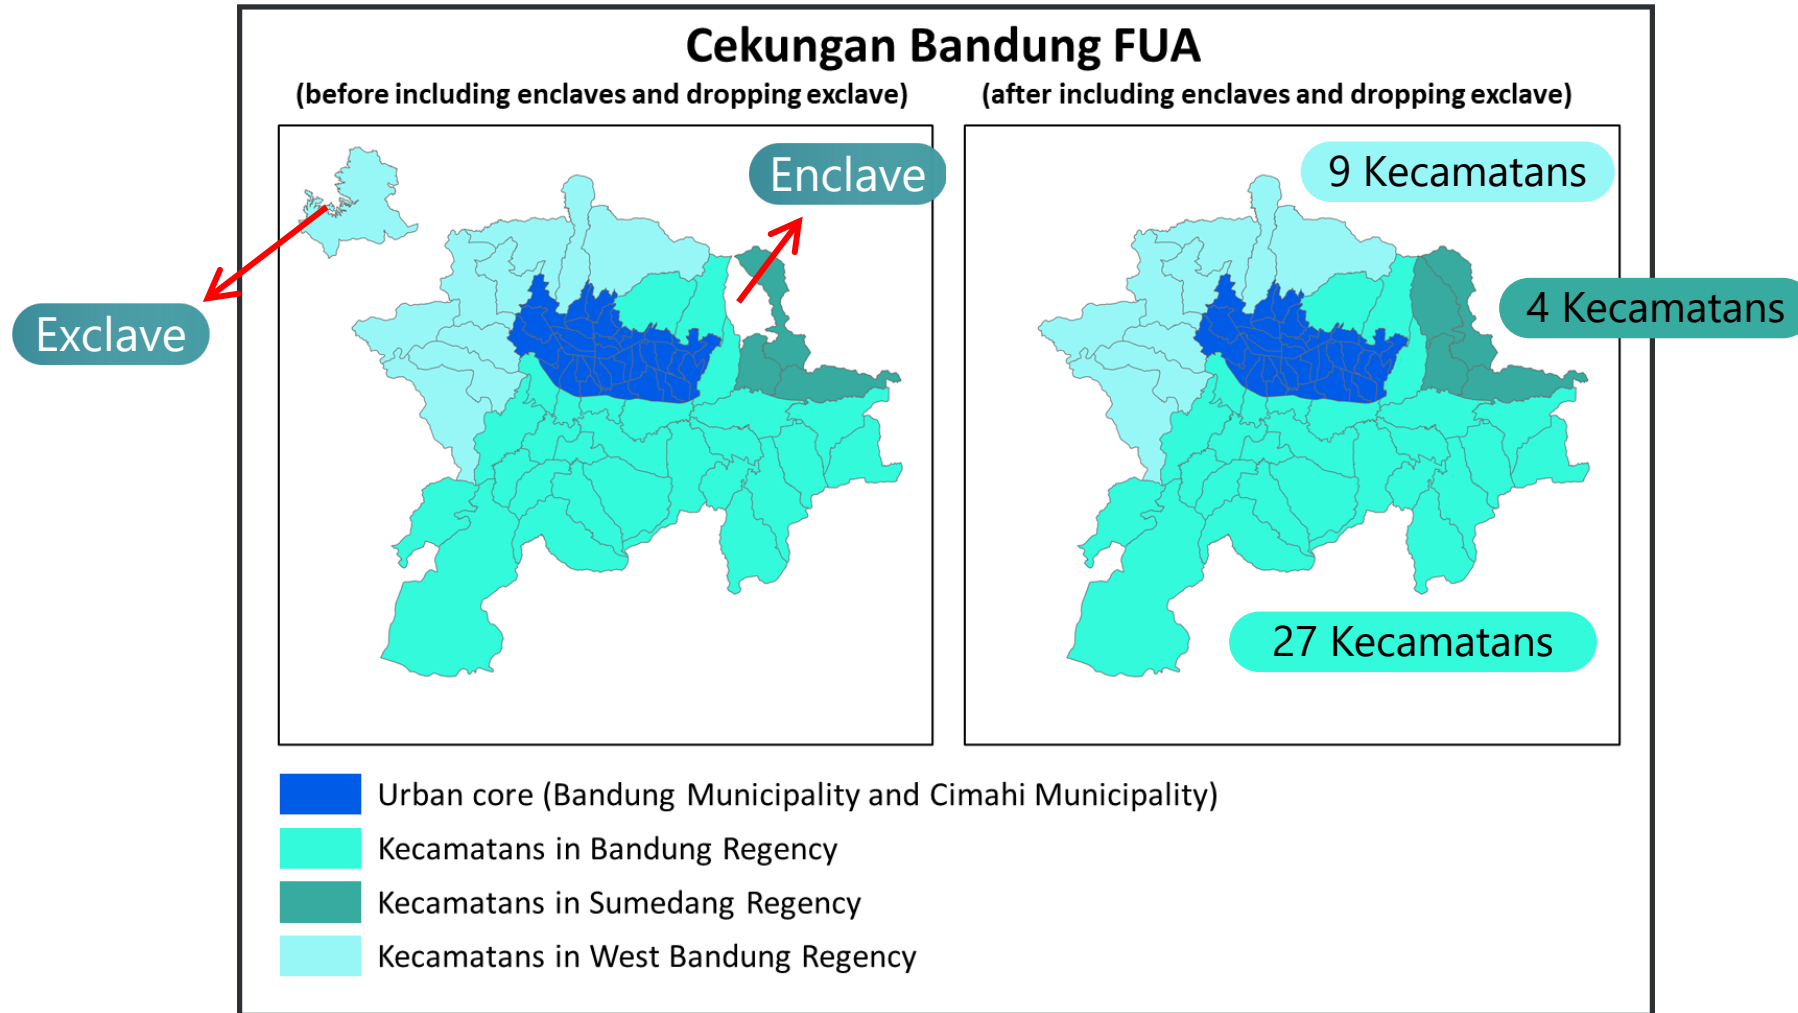 Cekungan Bandung FUA
(before including enclaves and dropping exclave)
(after including enclaves and dropping exclave)
Enclave
9 Kecamatans
Exclave
4 Kecamatans
27 Kecamatans
Urban core (Bandung Municipality and Cimahi Municipality)
Kecamatans in Bandung Regency
Kecamatans in Sumedang Regency
Kecamatans in West Bandung Regency